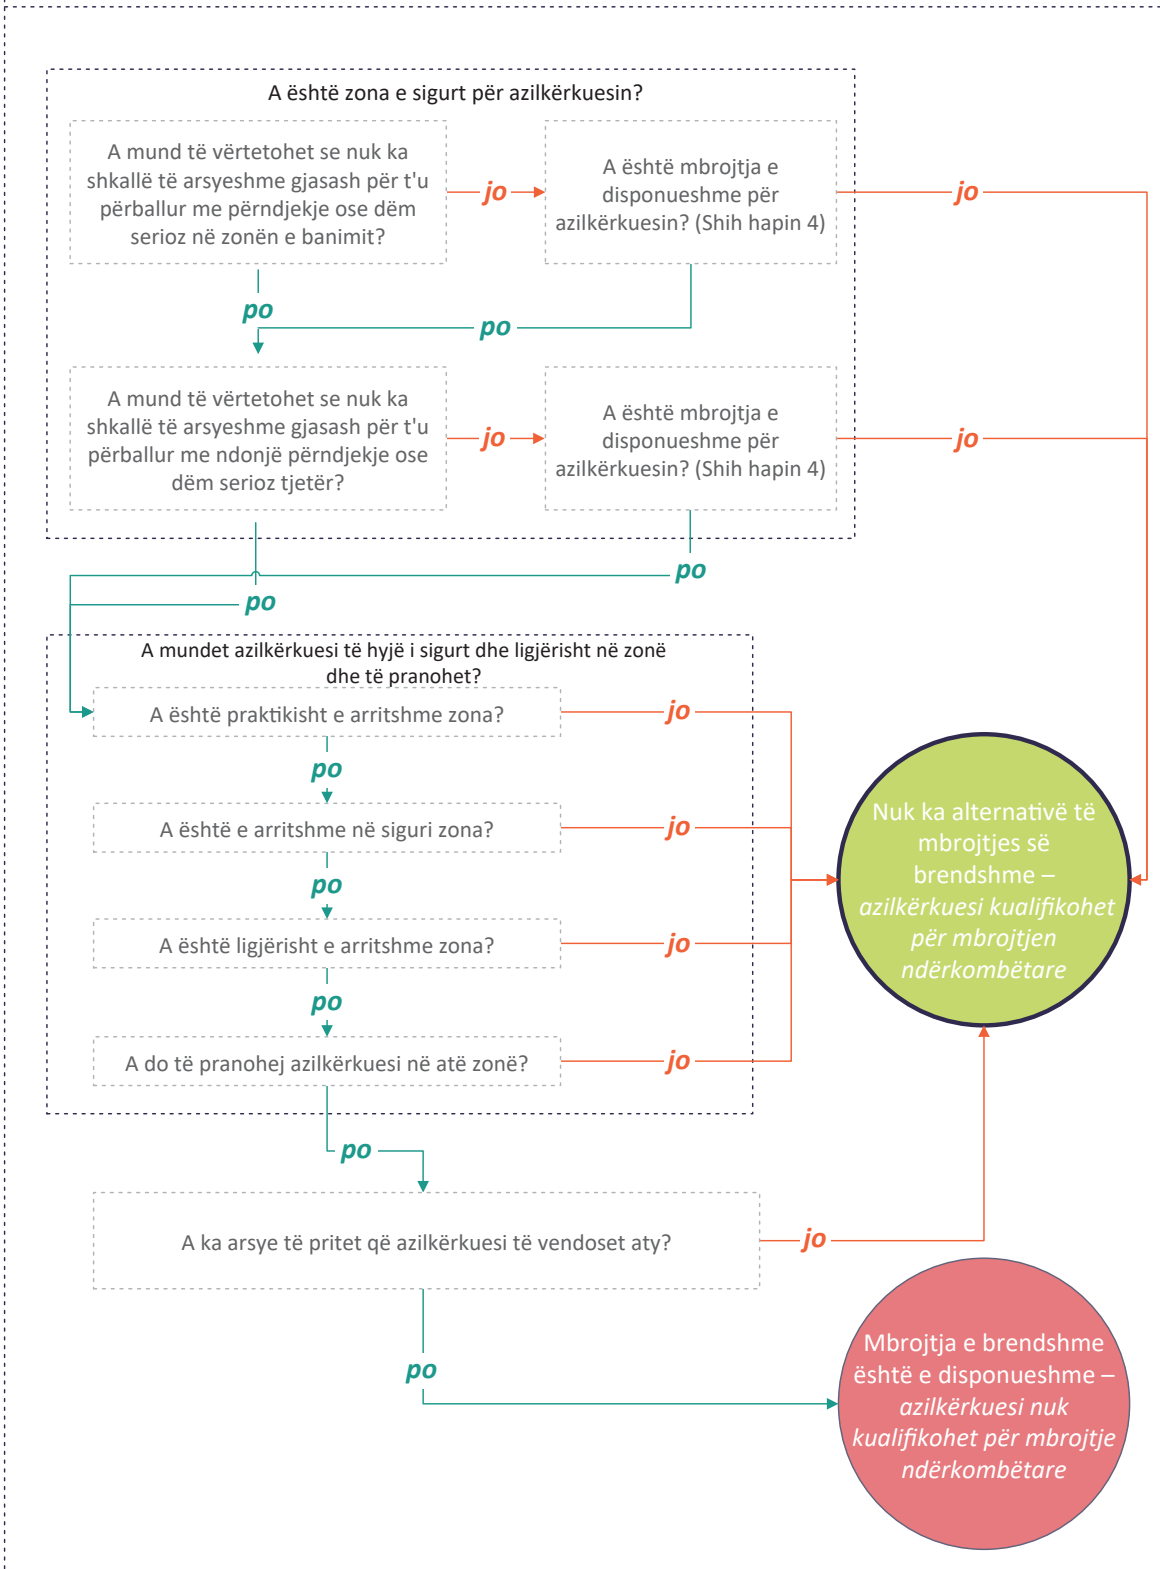 A është zona e sigurt për azilkërkuesin?
A mund të vërtetohet se nuk ka
shkallë të arsyeshme gjasash për t'u
përballur me përndjekje ose dëm
serioz në zonën e banimit?
jo
A është mbrojtja e
disponueshme për
azilkërkuesin? (Shih hapin 4)
jo
po
po
A mund të vërtetohet se nuk ka
shkallë të arsyeshme gjasash për t'u
përballur me ndonjë përndjekje ose
dëm serioz tjetër?
jo
A është mbrojtja e
disponueshme për
azilkërkuesin? (Shih hapin 4)
jo
po
po
A mundet azilkërkuesi të hyjë i sigurt dhe ligjërisht në zonë
dhe të pranohet?
A është praktikisht e arritshme zona?
jo
po
A është e arritshme në siguri zona?
jo
po
A është ligjërisht e arritshme zona?
jo
po
A do të pranohej azilkërkuesi në atë zonë?
jo
Nuk ka alternativë të
mbrojtjes së
brendshme –
azilkërkuesi kualifikohet
për mbrojtjen
ndërkombëtare
po
A ka arsye të pritet që azilkërkuesi të vendoset aty?
jo
po
Mbrojtja e brendshme
është e disponueshme –
azilkërkuesi nuk
kualifikohet për mbrojtje
ndërkombëtare